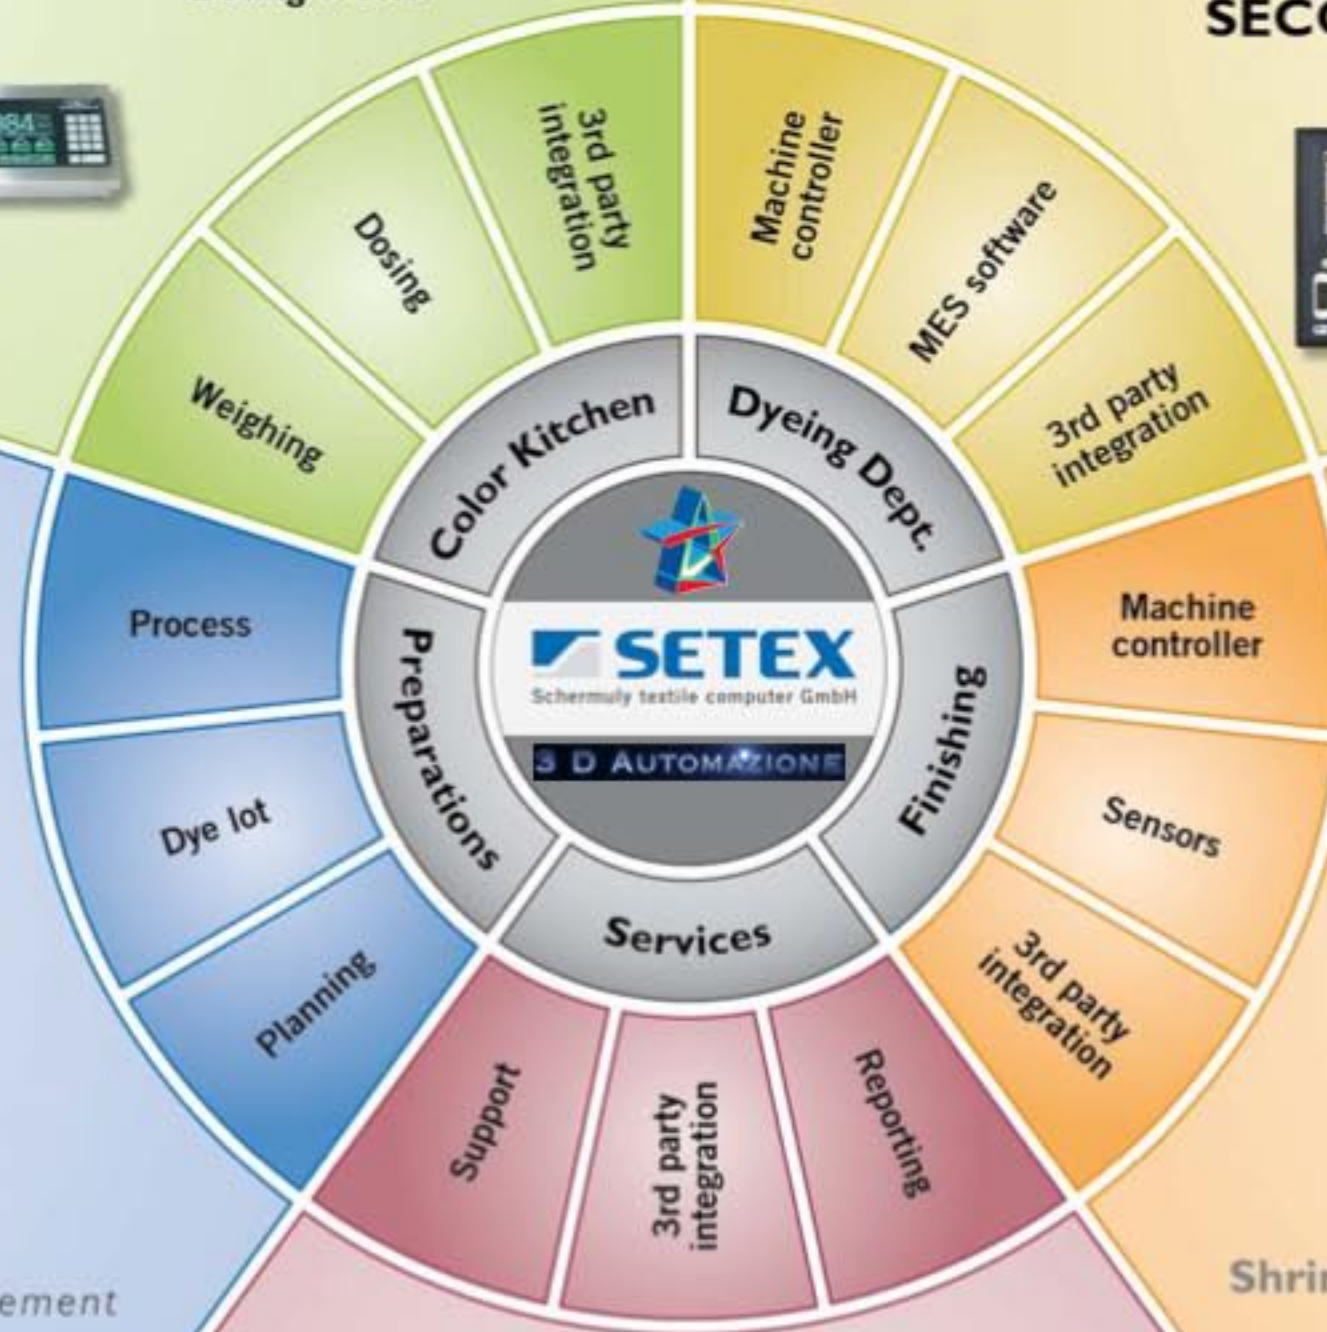 SECO
984
3rd party
integration
Machine
controller
Dosing
MES software
Weighing
3rd party
integration
Color Kitchen
Dyeing Dept.
Process
Machine
controller
SETEX
Schermuly textile computer GmbH
3 D AUTOMAZIONE
Preparations
Finishing
Dye lot
Sensors
Services
Planning
3rd party
integration
Support
3rd party
integration
Reporting
ement
Shri